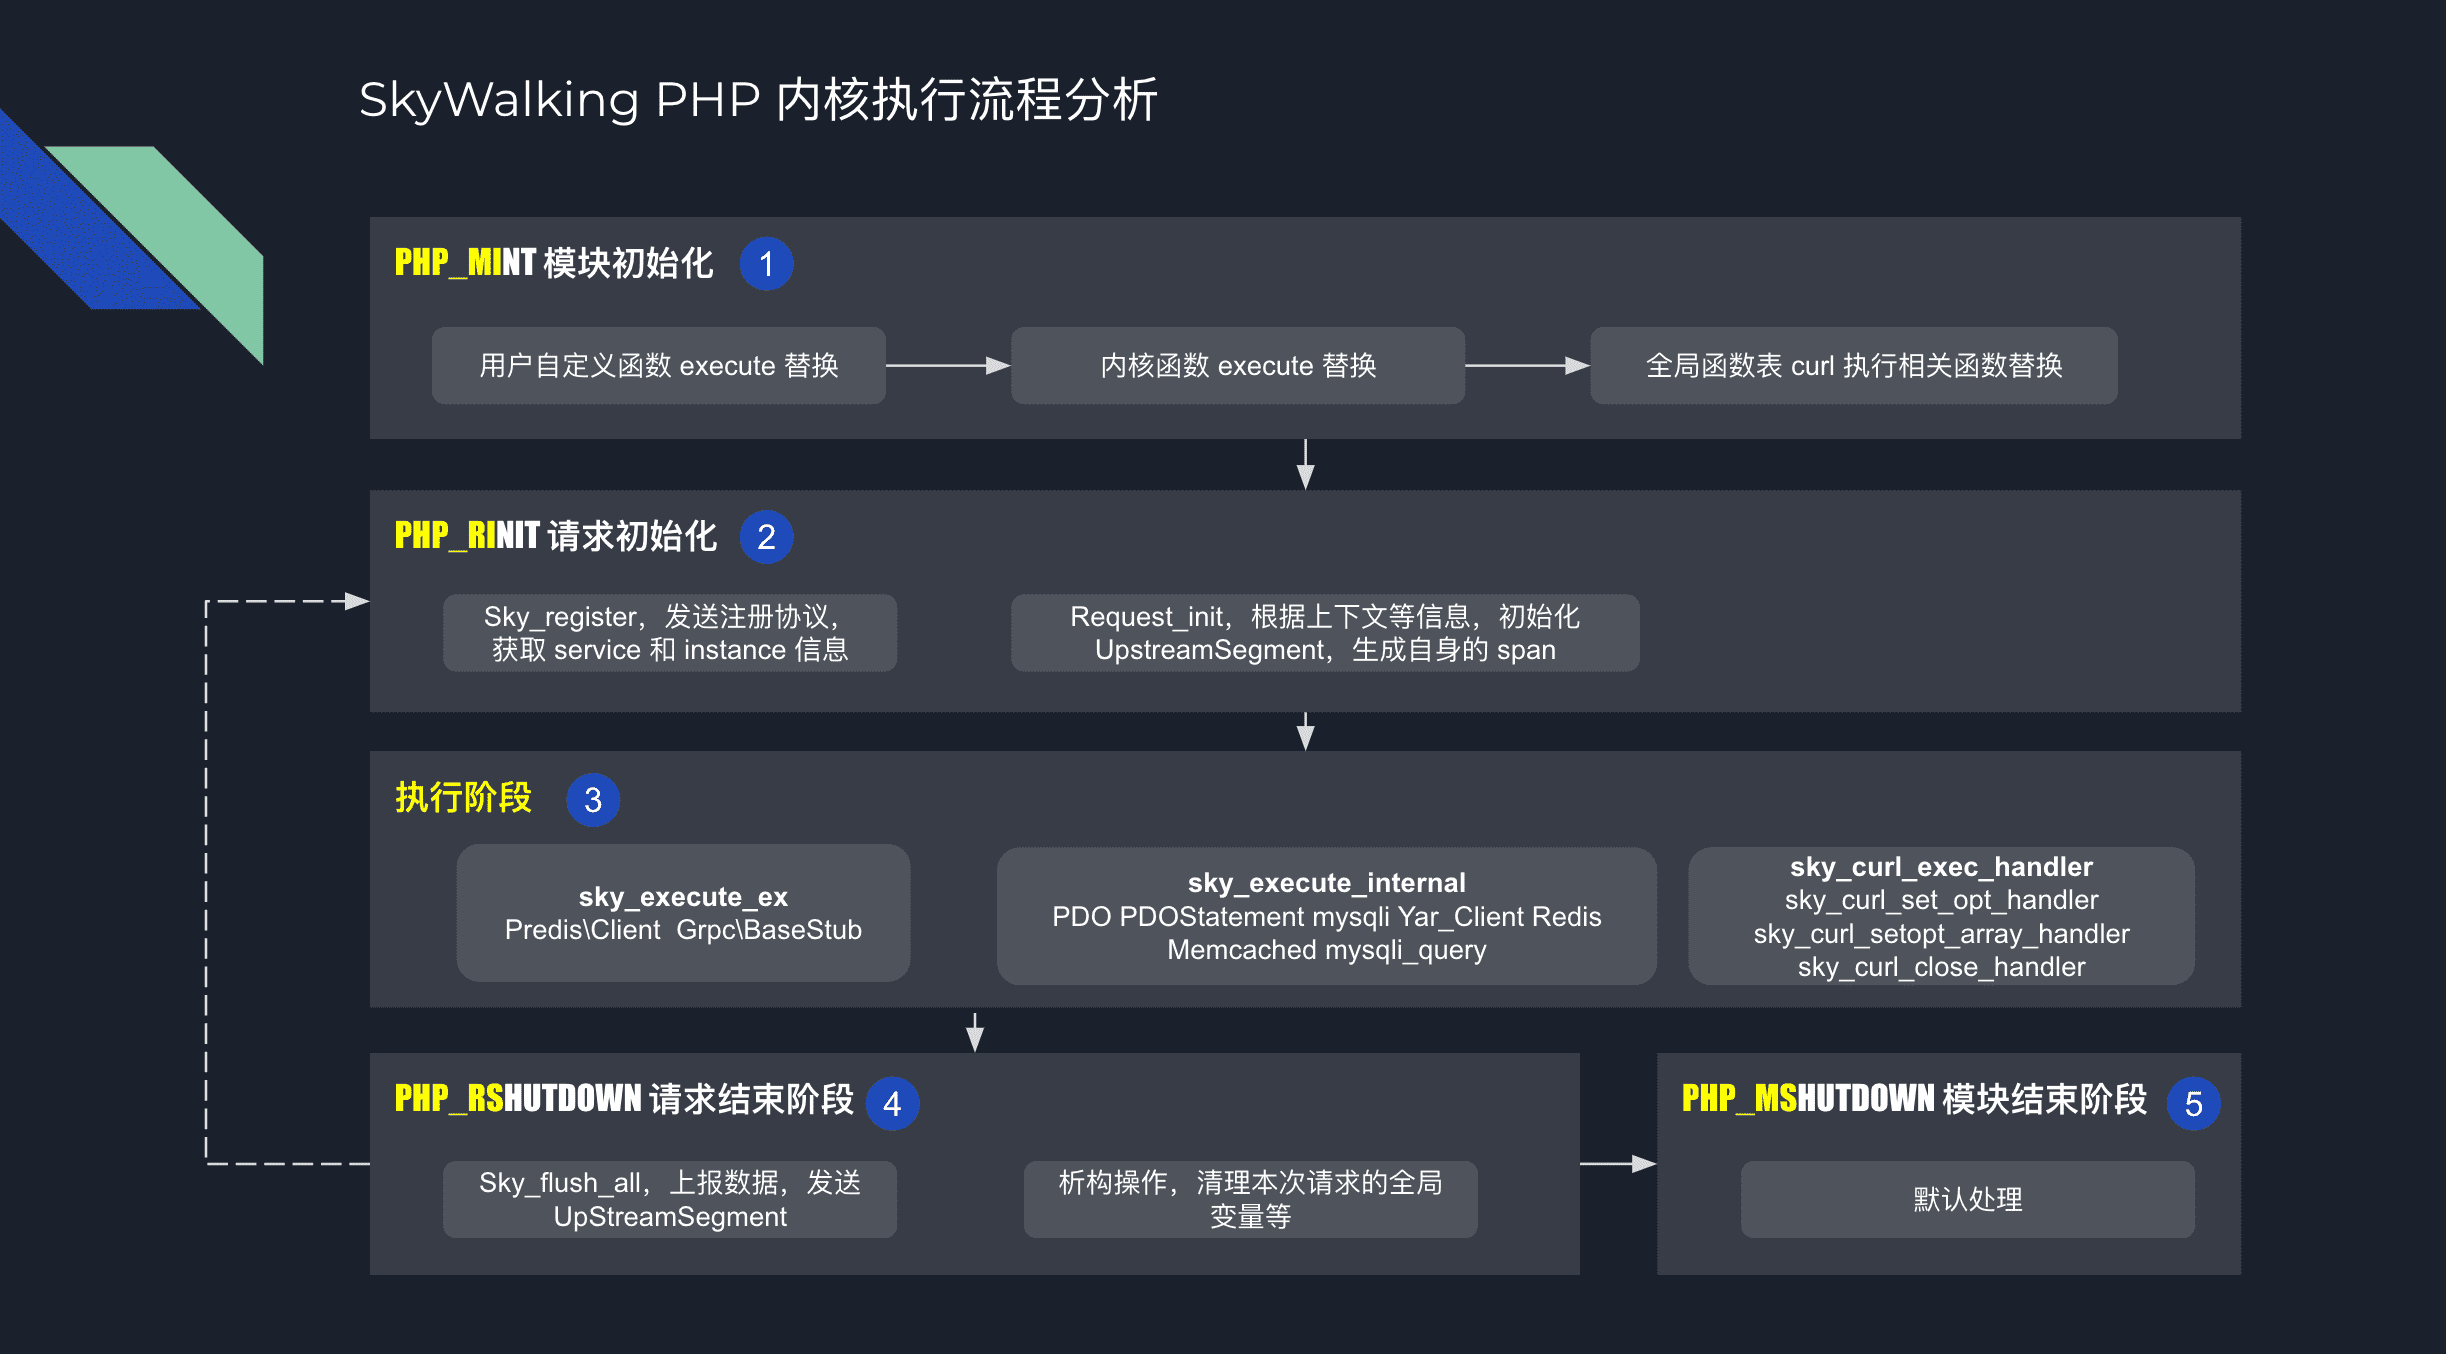 SkyWalking PHP 内核执行流程分析
PHP_MINT 模块初始化 1
用户自定义函数 execute 替换
内核函数 execute 替换
全局函数表 curl 执行相关函数替换
PHP_RINIT 请求初始化 2
Sky_register，发送注册协议，
获取 service 和 instance 信息
Request_init，根据上下文等信息，初始化
UpstreamSegment，生成自身的 span
执行阶段 3
sky_execute_ex
Predis\Client  Grpc\BaseStub
sky_execute_internal
PDO PDOStatement mysqli Yar_Client Redis
Memcached mysqli_query
sky_curl_exec_handler
sky_curl_set_opt_handler
sky_curl_setopt_array_handler
sky_curl_close_handler
PHP_RSHUTDOWN 请求结束阶段 4
Sky_flush_all，上报数据，发送
UpStreamSegment
析构操作，清理本次请求的全局
变量等
PHP_MSHUTDOWN 模块结束阶段 5
默认处理